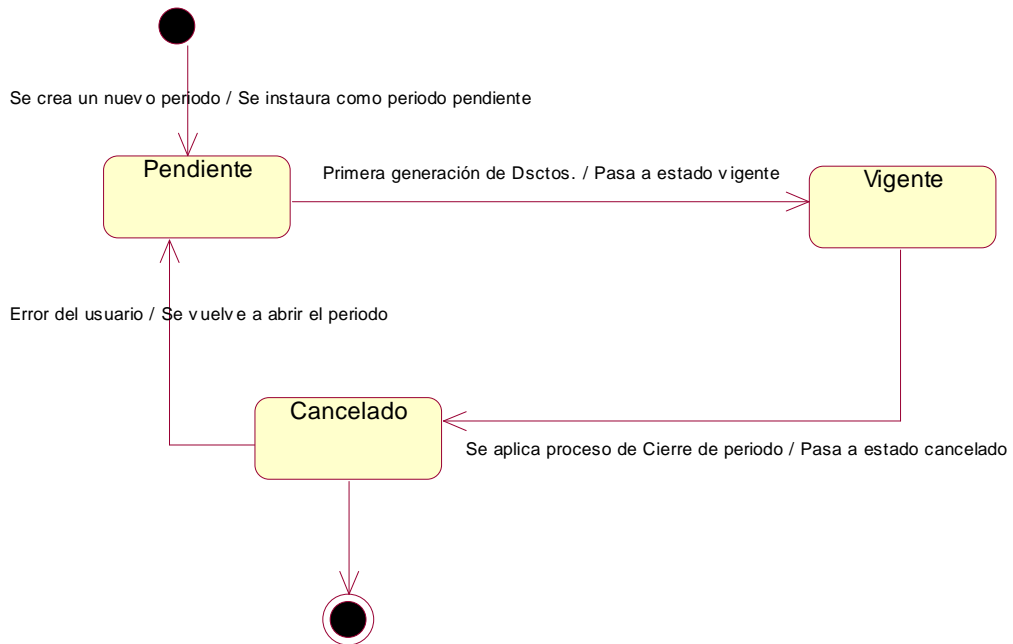 Se crea un nuevo periodo / Se instaura como periodo pendiente
Pendiente
Primera generación de Dsctos. / Pasa a estado vigente
Vigente
Error del usuario / Se vuelve a abrir el periodo
Cancelado
Se aplica proceso de Cierre de periodo / Pasa a estado cancelado